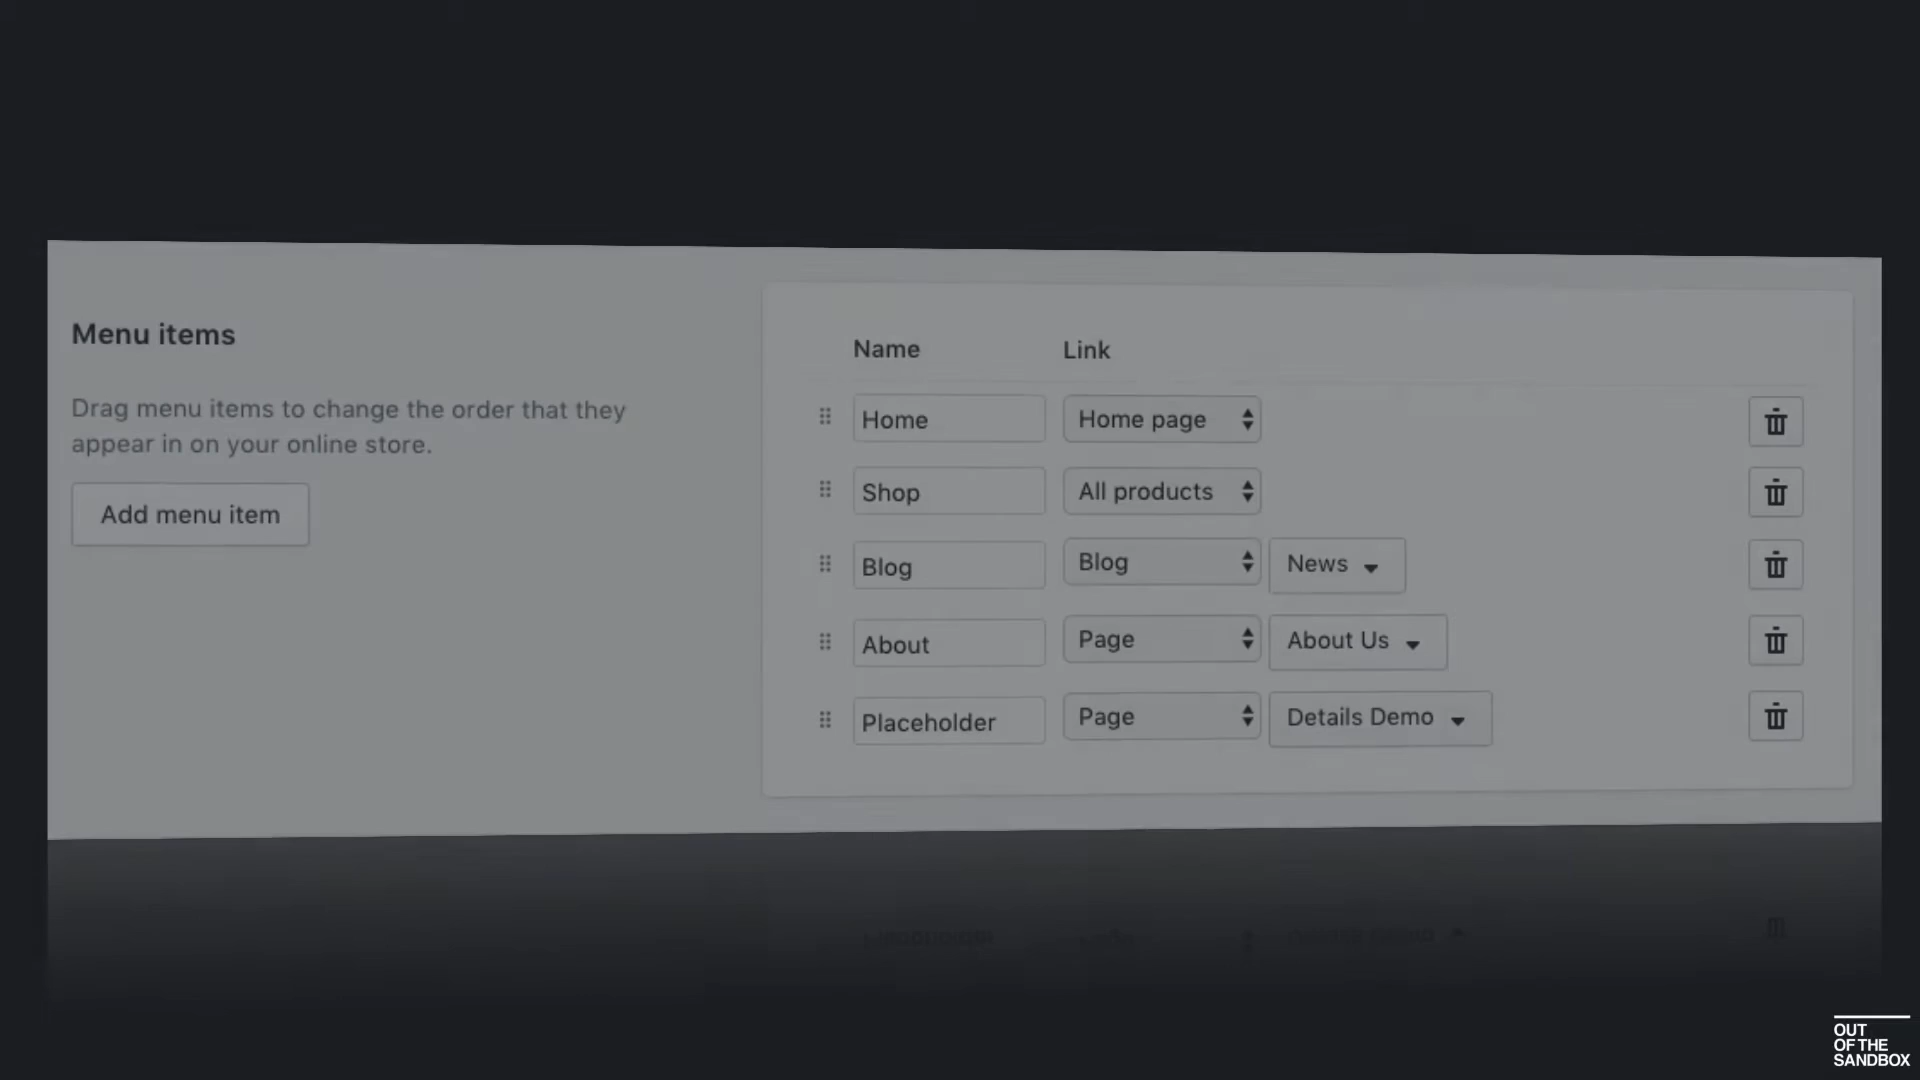 Menu items
Drag menu items to change the order that they
appear in on your online store.
Add menu item
Name Link
Home Home page
Shop All products
Blog Blog News
About Page About Us
Placeholder Page Details Demo
OUT
OF THE
SANDBOX